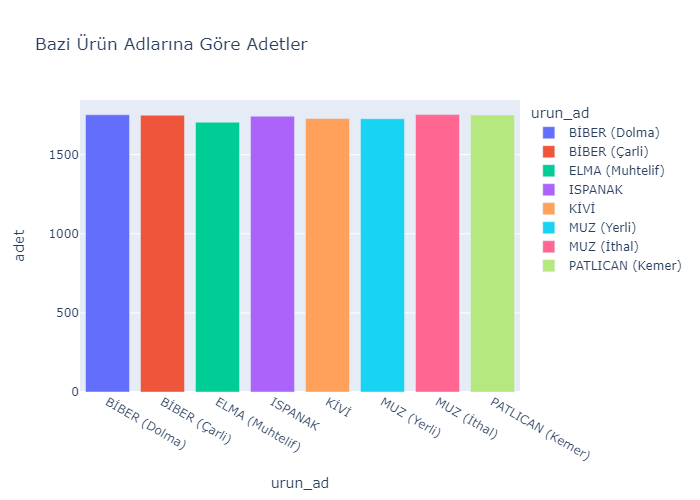 Bazi Ürün Adlarına Göre Adetler
adet
1500
1000
500
0
BİBER (Dolma)
BİBER (Çarli)
ELMA (Muhtelif)
ISPANAK
KİVİ
MUZ (Yerli)
MUZ (İthal)
PATLICAN (Kemer)
urun_ad
urun_ad
BİBER (Dolma)
BİBER (Çarli)
ELMA (Muhtelif)
ISPANAK
KİVİ
MUZ (Yerli)
MUZ (İthal)
PATLICAN (Kemer)